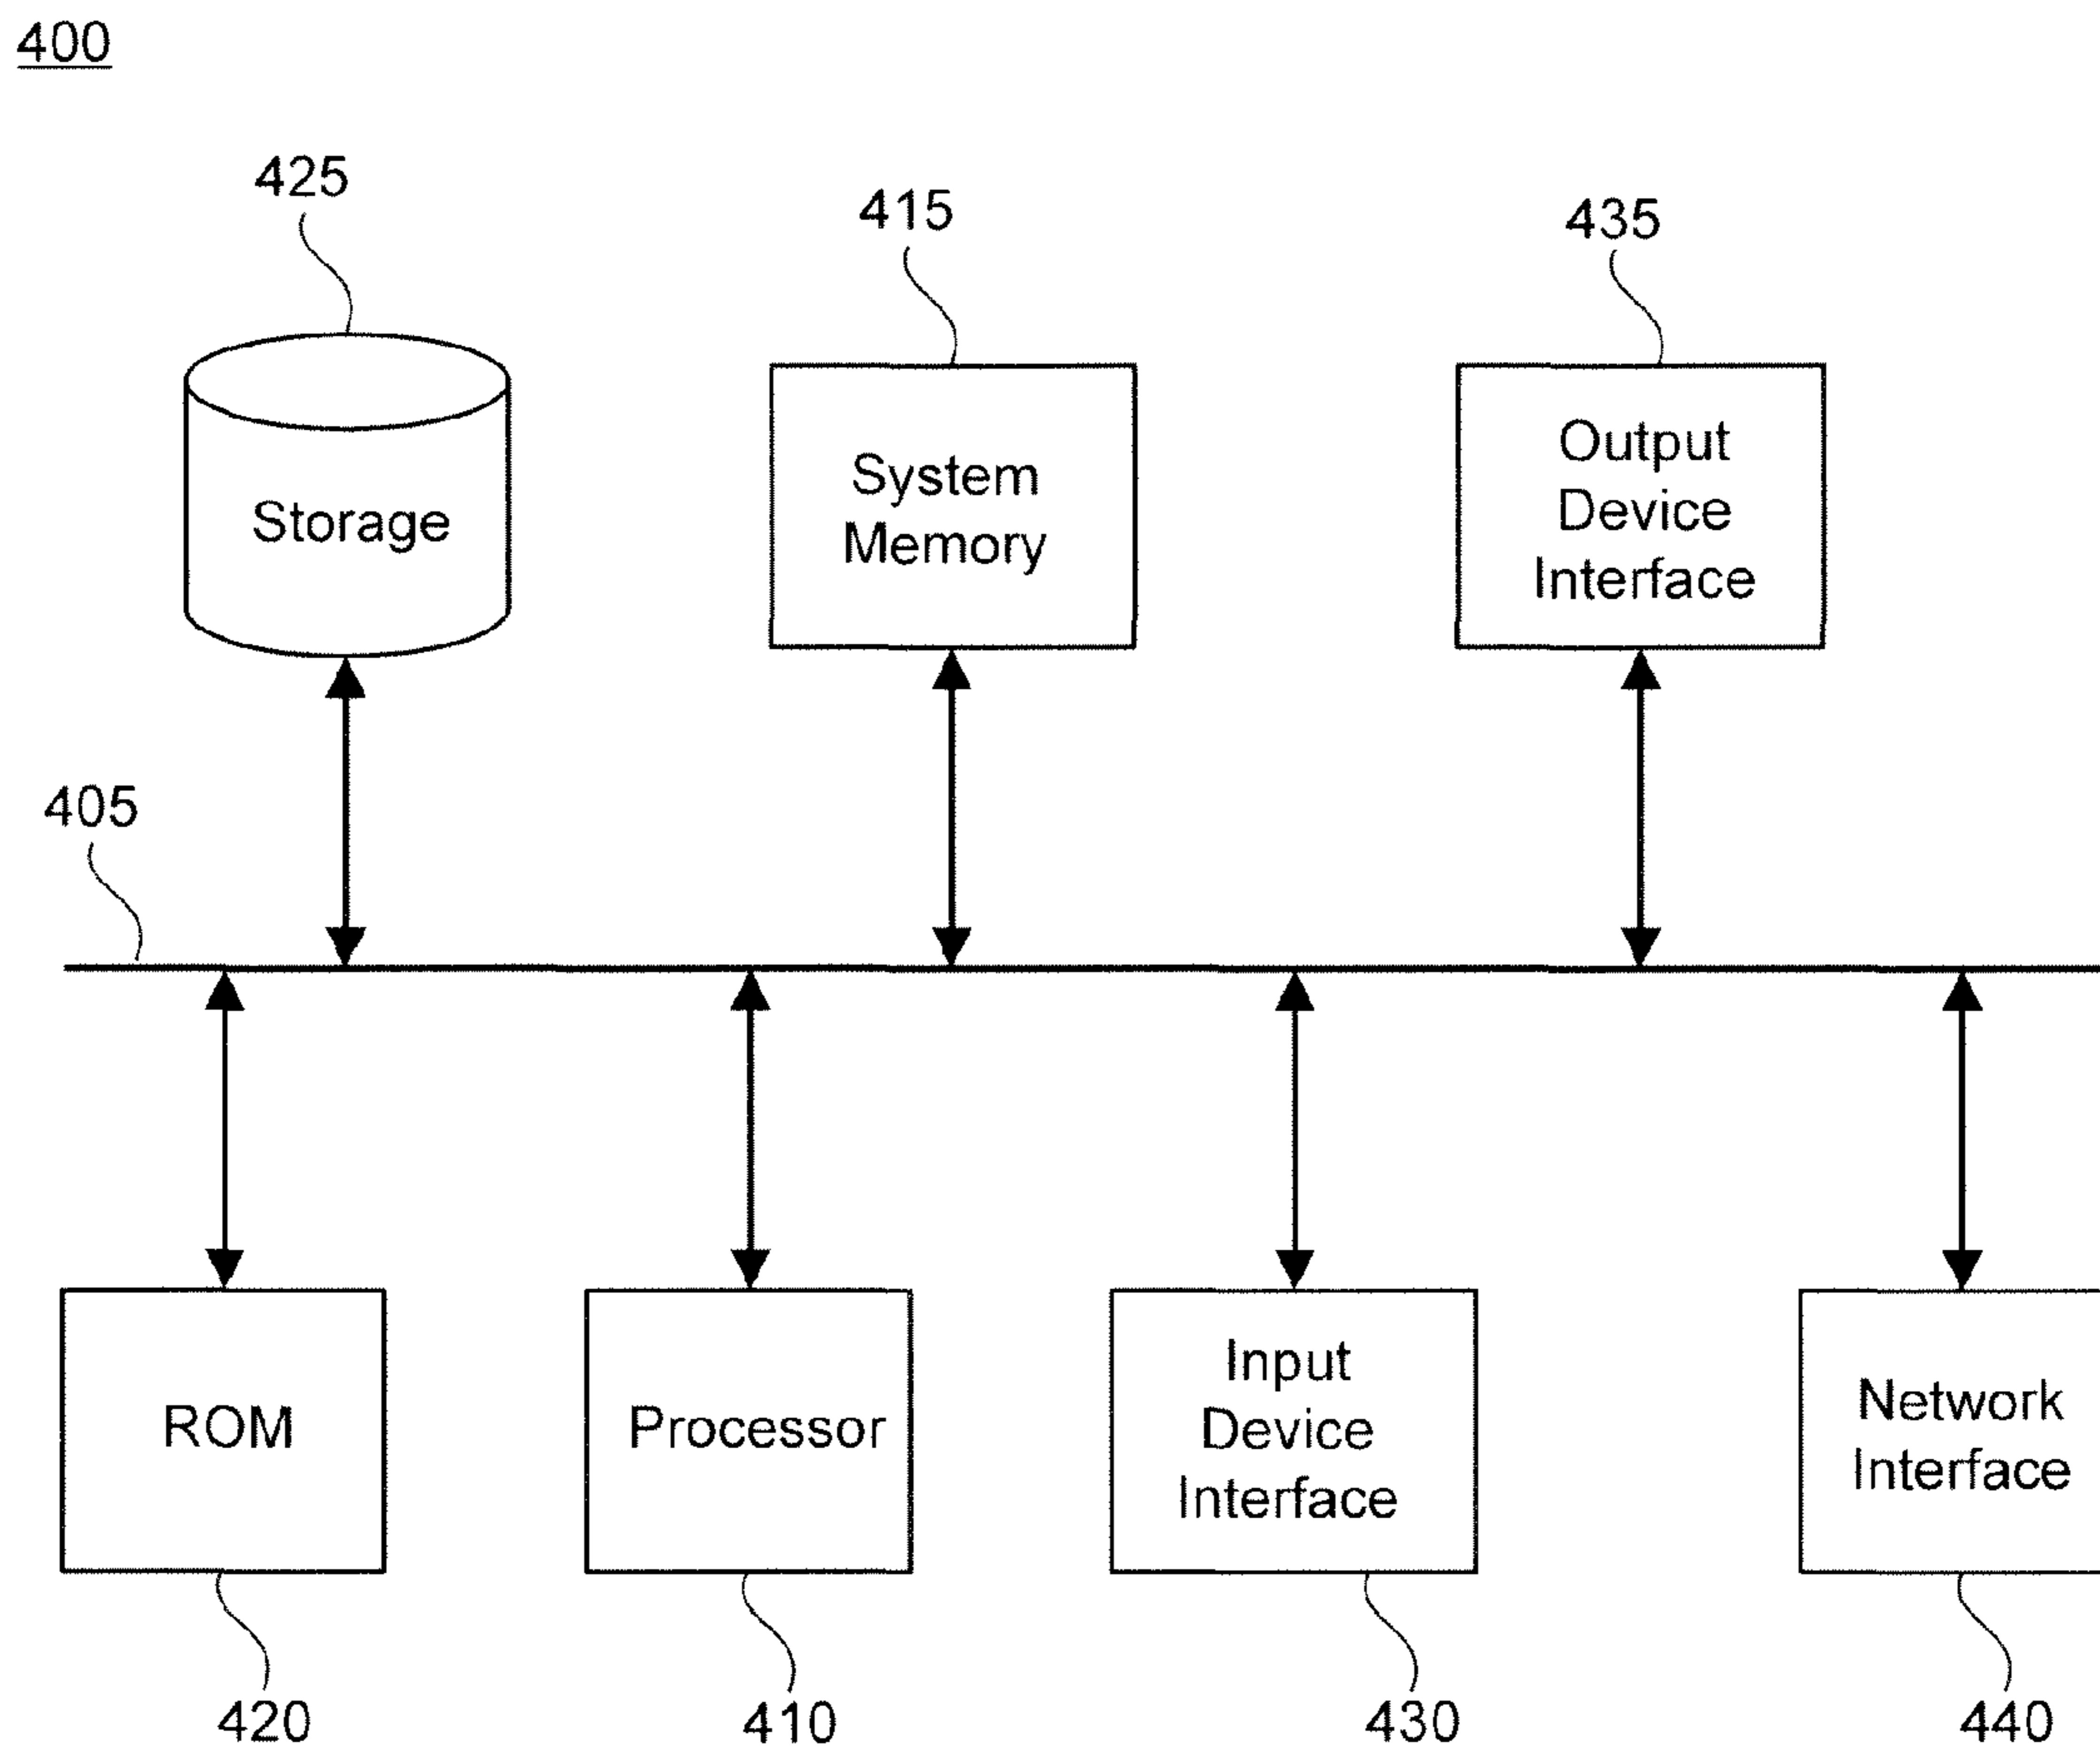 400
425
415
435
Storage
System
Memory
Output
Device
Interface
405
ROM
Processor
Input
Device
Interface
Network
Interface
420
410
430
440